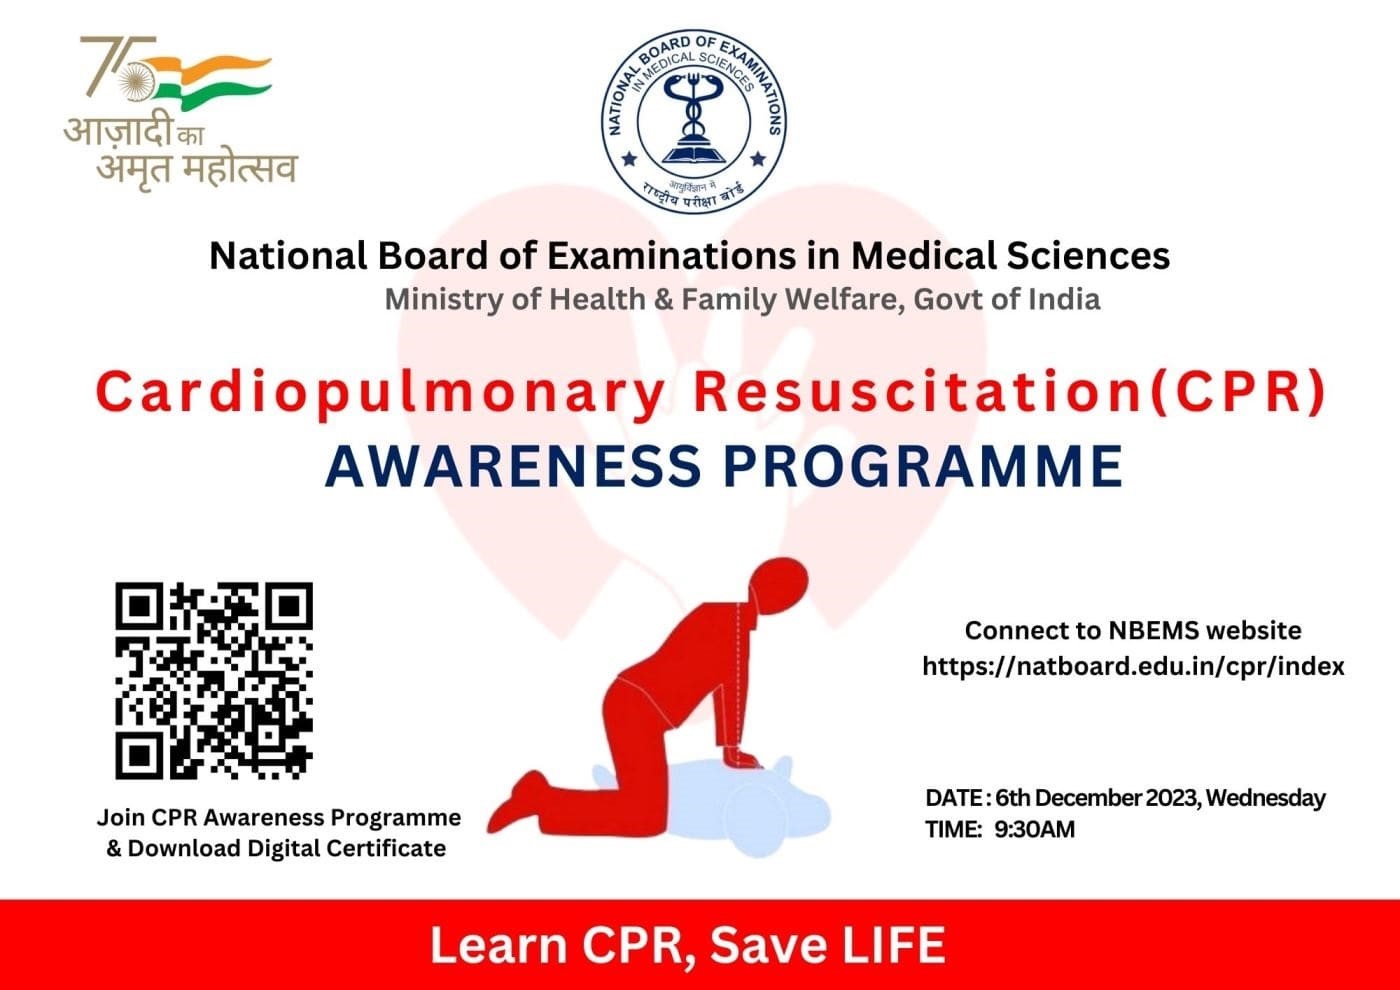 75
आज़ादी का
अमृत महोत्सव
NATIONAL BOARD OF EXAMINATIONS
IN MEDICAL SCIENCES
आयुर्विज्ञान में
राष्ट्रीय परीक्षा बोर्ड
National Board of Examinations in Medical Sciences
Ministry of Health & Family Welfare, Govt of India
Cardiopulmonary Resuscitation(CPR)
AWARENESS PROGRAMME
Connect to NBEMS website
https://natboard.edu.in/cpr/index
Join CPR Awareness Programme
& Download Digital Certificate
DATE : 6th December 2023, Wednesday
TIME: 9:30AM
Learn CPR, Save LIFE